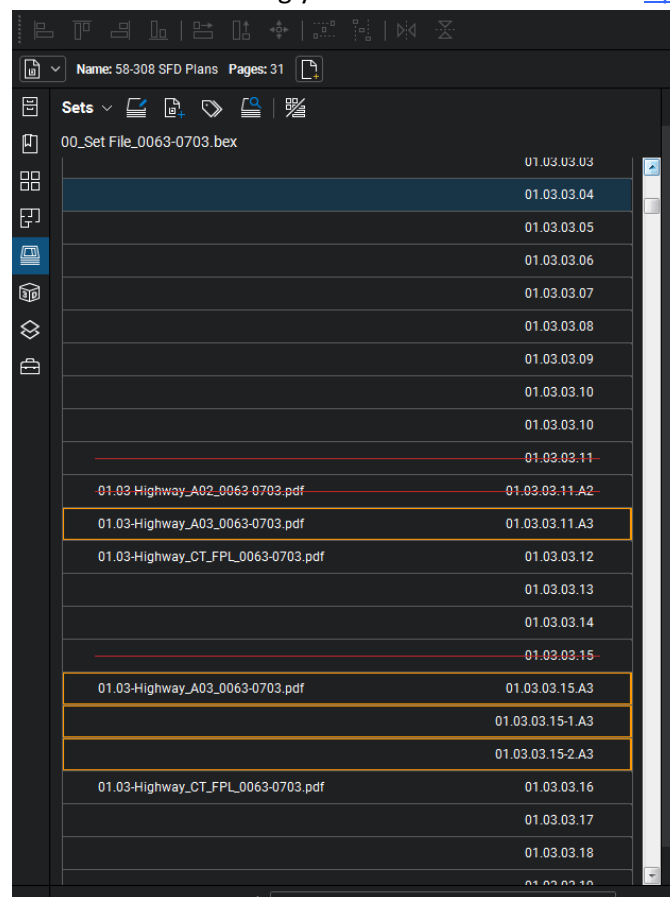 Name: 58-308 SFD Plans Pages: 31
Sets
00_Set File_0063-0703.bex
01.03.03.03
01.03.03.04
01.03.03.05
01.03.03.06
01.03.03.07
01.03.03.08
01.03.03.09
01.03.03.10
01.03.03.10
01.03.03.11
01.03-Highway_A02_0063-0703.pdf 01.03.03.11.A2
01.03-Highway_A03_0063-0703.pdf 01.03.03.11.A3
01.03-Highway_CT_FPL_0063-0703.pdf 01.03.03.12
01.03.03.13
01.03.03.14
01.03.03.15
01.03-Highway_A03_0063-0703.pdf 01.03.03.15.A3
01.03.03.15-1.A3
01.03.03.15-2.A3
01.03-Highway_CT_FPL_0063-0703.pdf 01.03.03.16
01.03.03.17
01.03.03.18
01.03.03.19